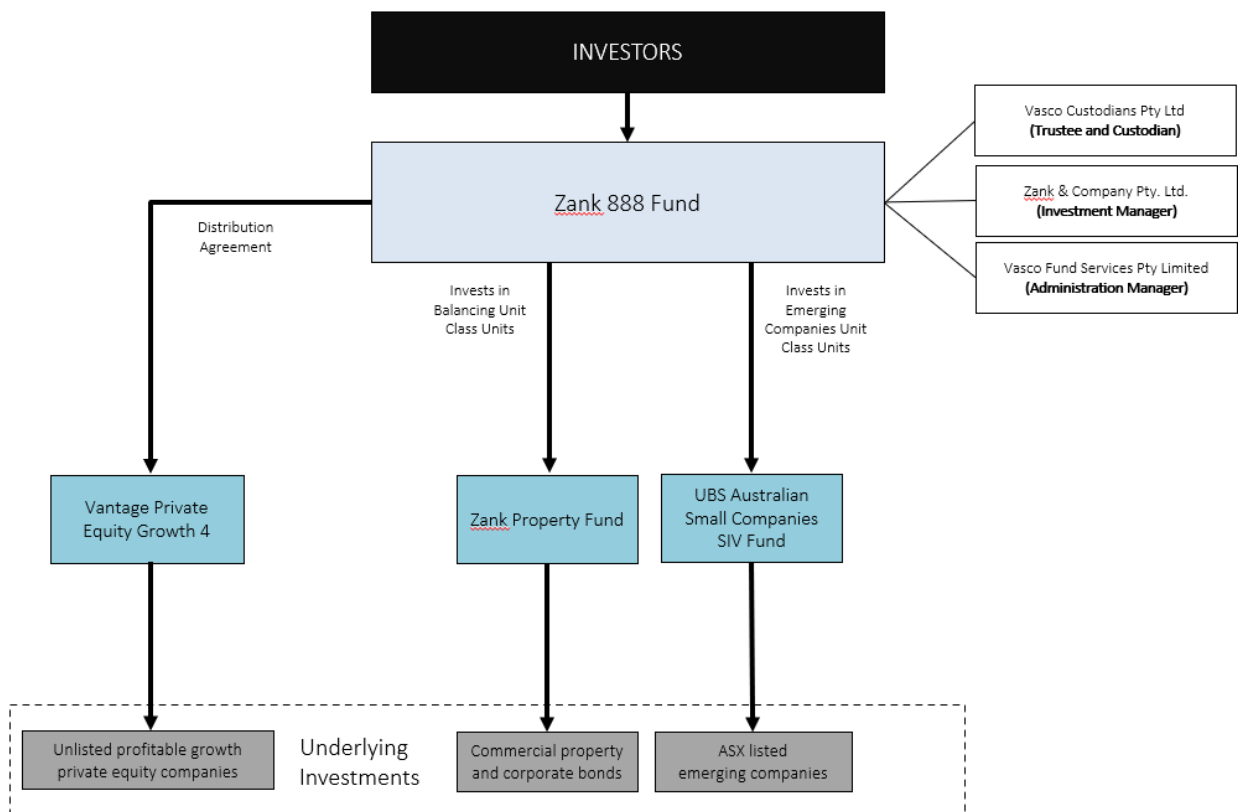 INVESTORS
Vasco Custodians Pty Ltd
(Trustee and Custodian)
Zank 888 Fund
Zank & Company Pty. Ltd.
(Investment Manager)
Vasco Fund Services Pty Limited
(Administration Manager)
Distribution
Agreement
Invests in
Balancing Unit
Class Units
Invests in
Emerging
Companies Unit
Class Units
Vantage Private
Equity Growth 4
Zank Property Fund
UBS Australian
Small Companies
SIV Fund
Unlisted profitable growth
private equity companies
Underlying
Investments
Commercial property
and corporate bonds
ASX listed
emerging companies